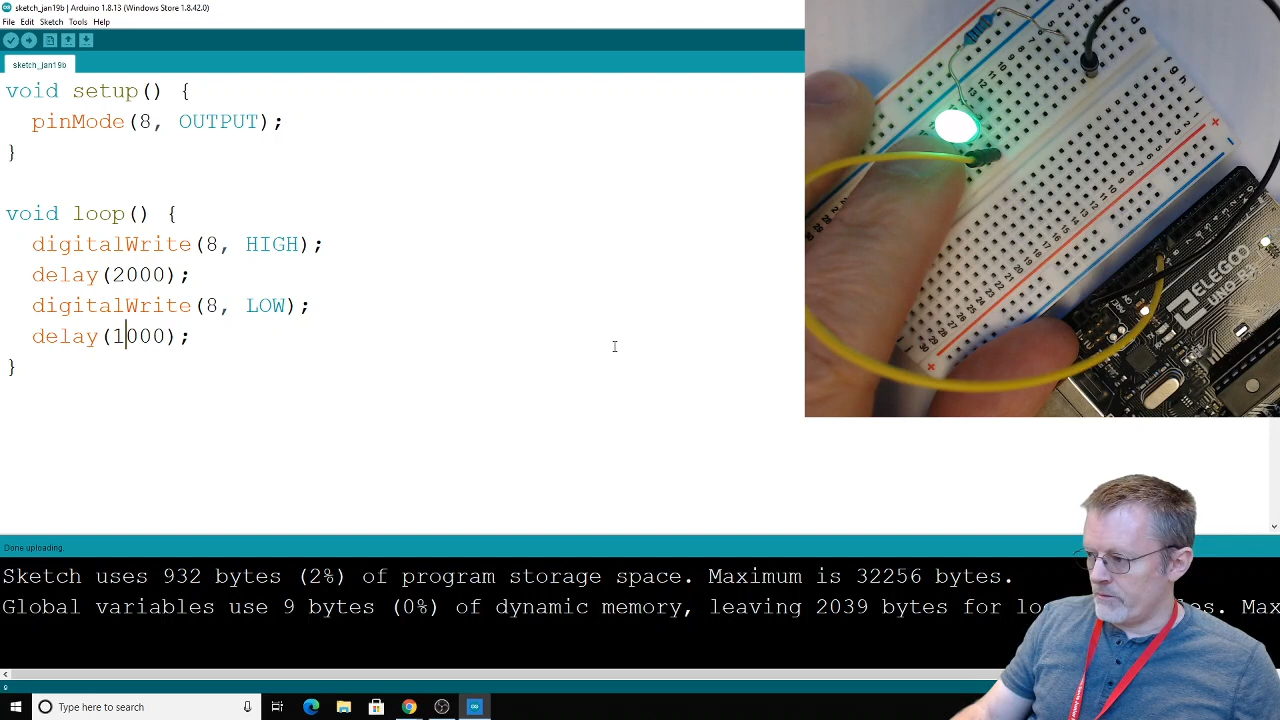 sketch_jan19b | Arduino 1.8.13 (Windows Store 1.8.42.0)
File Edit Sketch Tools Help
sketch_jan19b
void setup() {
pinMode(8, OUTPUT);
}
void loop() {
digitalWrite(8, HIGH);
delay(2000);
digitalWrite(8, LOW);
delay(1000);
}
Done uploading.
Sketch uses 932 bytes (2%) of program storage space. Maximum is 32256 bytes.
Global variables use 9 bytes (0%) of dynamic memory, leaving 2039 bytes for
9
Type here to search
ELEGOO
UNO R3